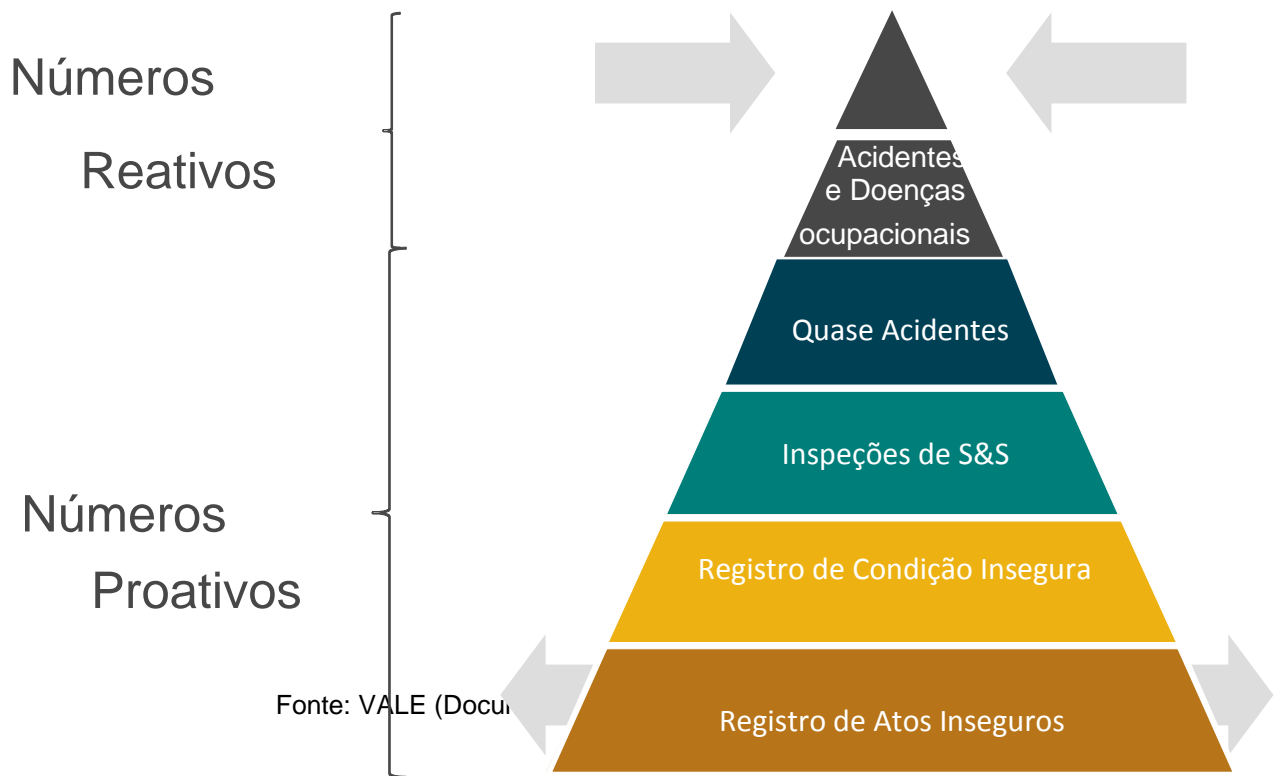 Números
Reativos
Acidentes
e Doenças
ocupacionais
Quase Acidentes
Inspeções de S&S
Números
Proativos
Registro de Condição Insegura
Registro de Atos Inseguros
Fonte: VALE